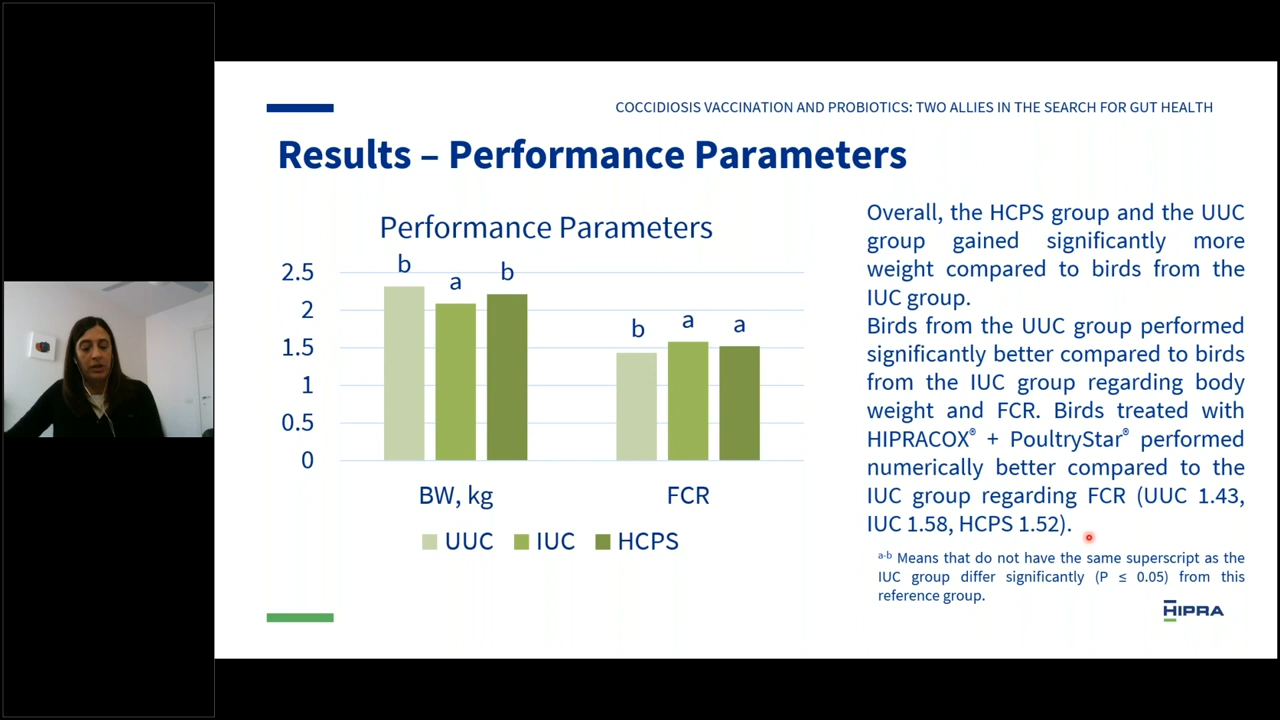 COCCIDIOSIS VACCINATION AND PROBIOTICS: TWO ALLIES IN THE SEARCH FOR GUT HEALTH
Results – Performance Parameters
Performance Parameters
2.5
2
1.5
1
0.5
0
b
a
b
b
a
a
BW, kg
FCR
UUC
IUC
HCPS
Overall, the HCPS group and the UUC
group gained significantly more
weight compared to birds from the
IUC group.
Birds from the UUC group performed
significantly better compared to birds
from the IUC group regarding body
weight and FCR. Birds treated with
HIPRACOX® + PoultryStar® performed
numerically better compared to the
IUC group regarding FCR (UUC 1.43,
IUC 1.58, HCPS 1.52).
a-b Means that do not have the same superscript as the
IUC group differ significantly (P ≤ 0.05) from this
reference group.
HIPRA